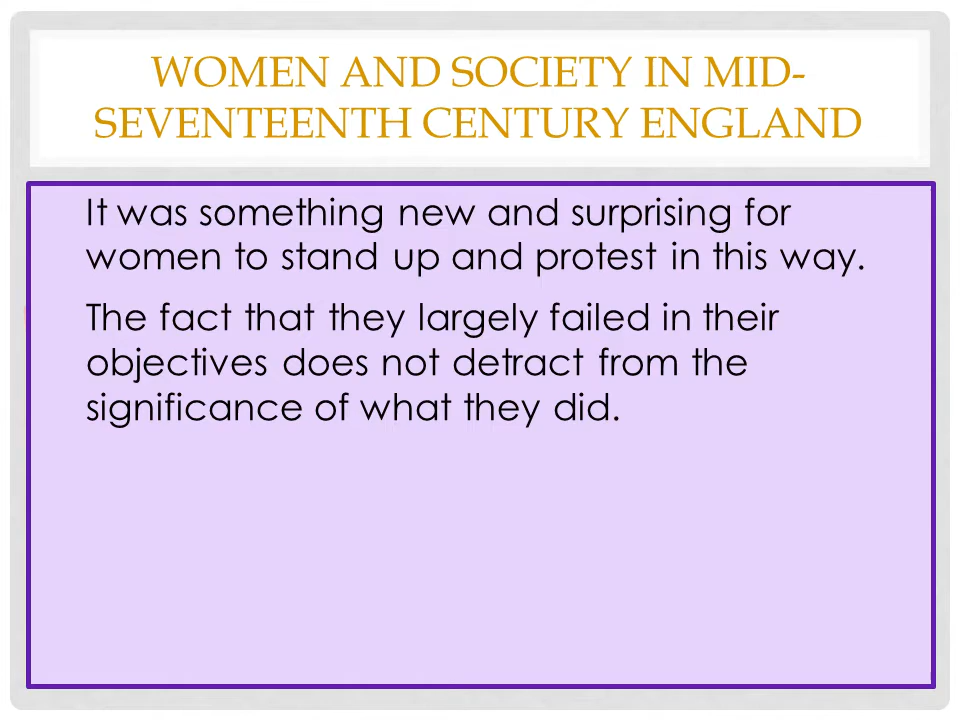 WOMEN AND SOCIETY IN MID-
SEVENTEENTH CENTURY ENGLAND
It was something new and surprising for
women to stand up and protest in this way.
The fact that they largely failed in their
objectives does not detract from the
significance of what they did.